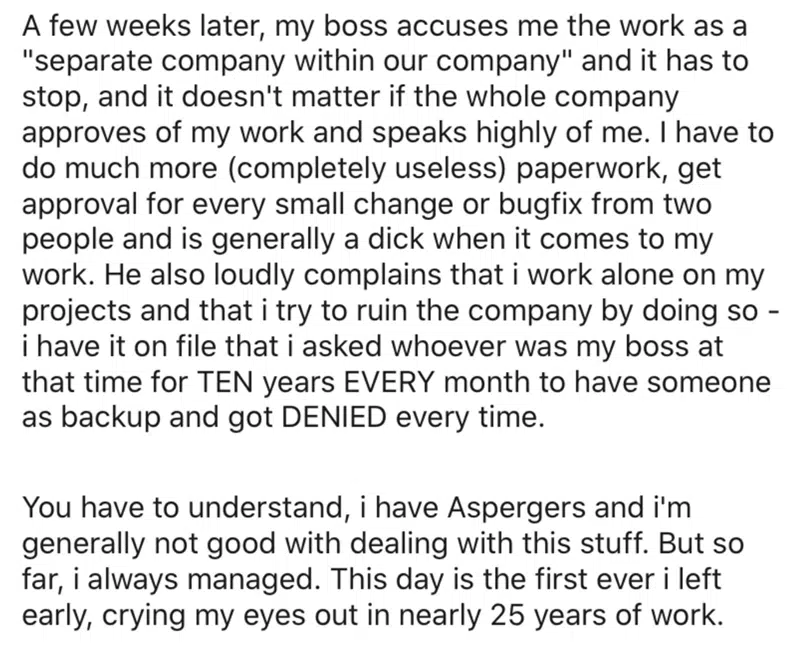 A few weeks later, my boss accuses me the work as a
"separate company within our company" and it has to
stop, and it doesn't matter if the whole company
approves of my work and speaks highly of me. I have to
do much more (completely useless) paperwork, get
approval for every small change or bugfix from two
people and is generally a dick when it comes to my
work. He also loudly complains that i work alone on my
projects and that i try to ruin the company by doing so -
i have it on file that i asked whoever was my boss at
that time for TEN years EVERY month to have someone
as backup and got DENIED every time.
You have to understand, i have Aspergers and i'm
generally not good with dealing with this stuff. But so
far, i always managed. This day is the first ever i left
early, crying my eyes out in nearly 25 years of work.